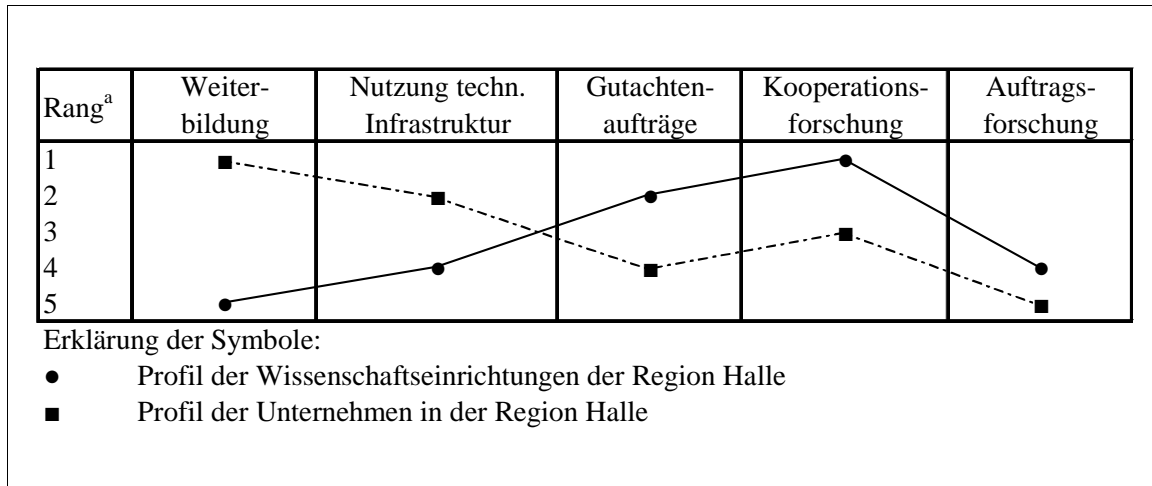 Rangᵃ Weiter- Nutzung techn. Gutachten- Kooperations- Auftrags-
bildung Infrastruktur aufträge forschung forschung
1
2
3
4
5
Erklärung der Symbole:
● Profil der Wissenschaftseinrichtungen der Region Halle
■ Profil der Unternehmen in der Region Halle